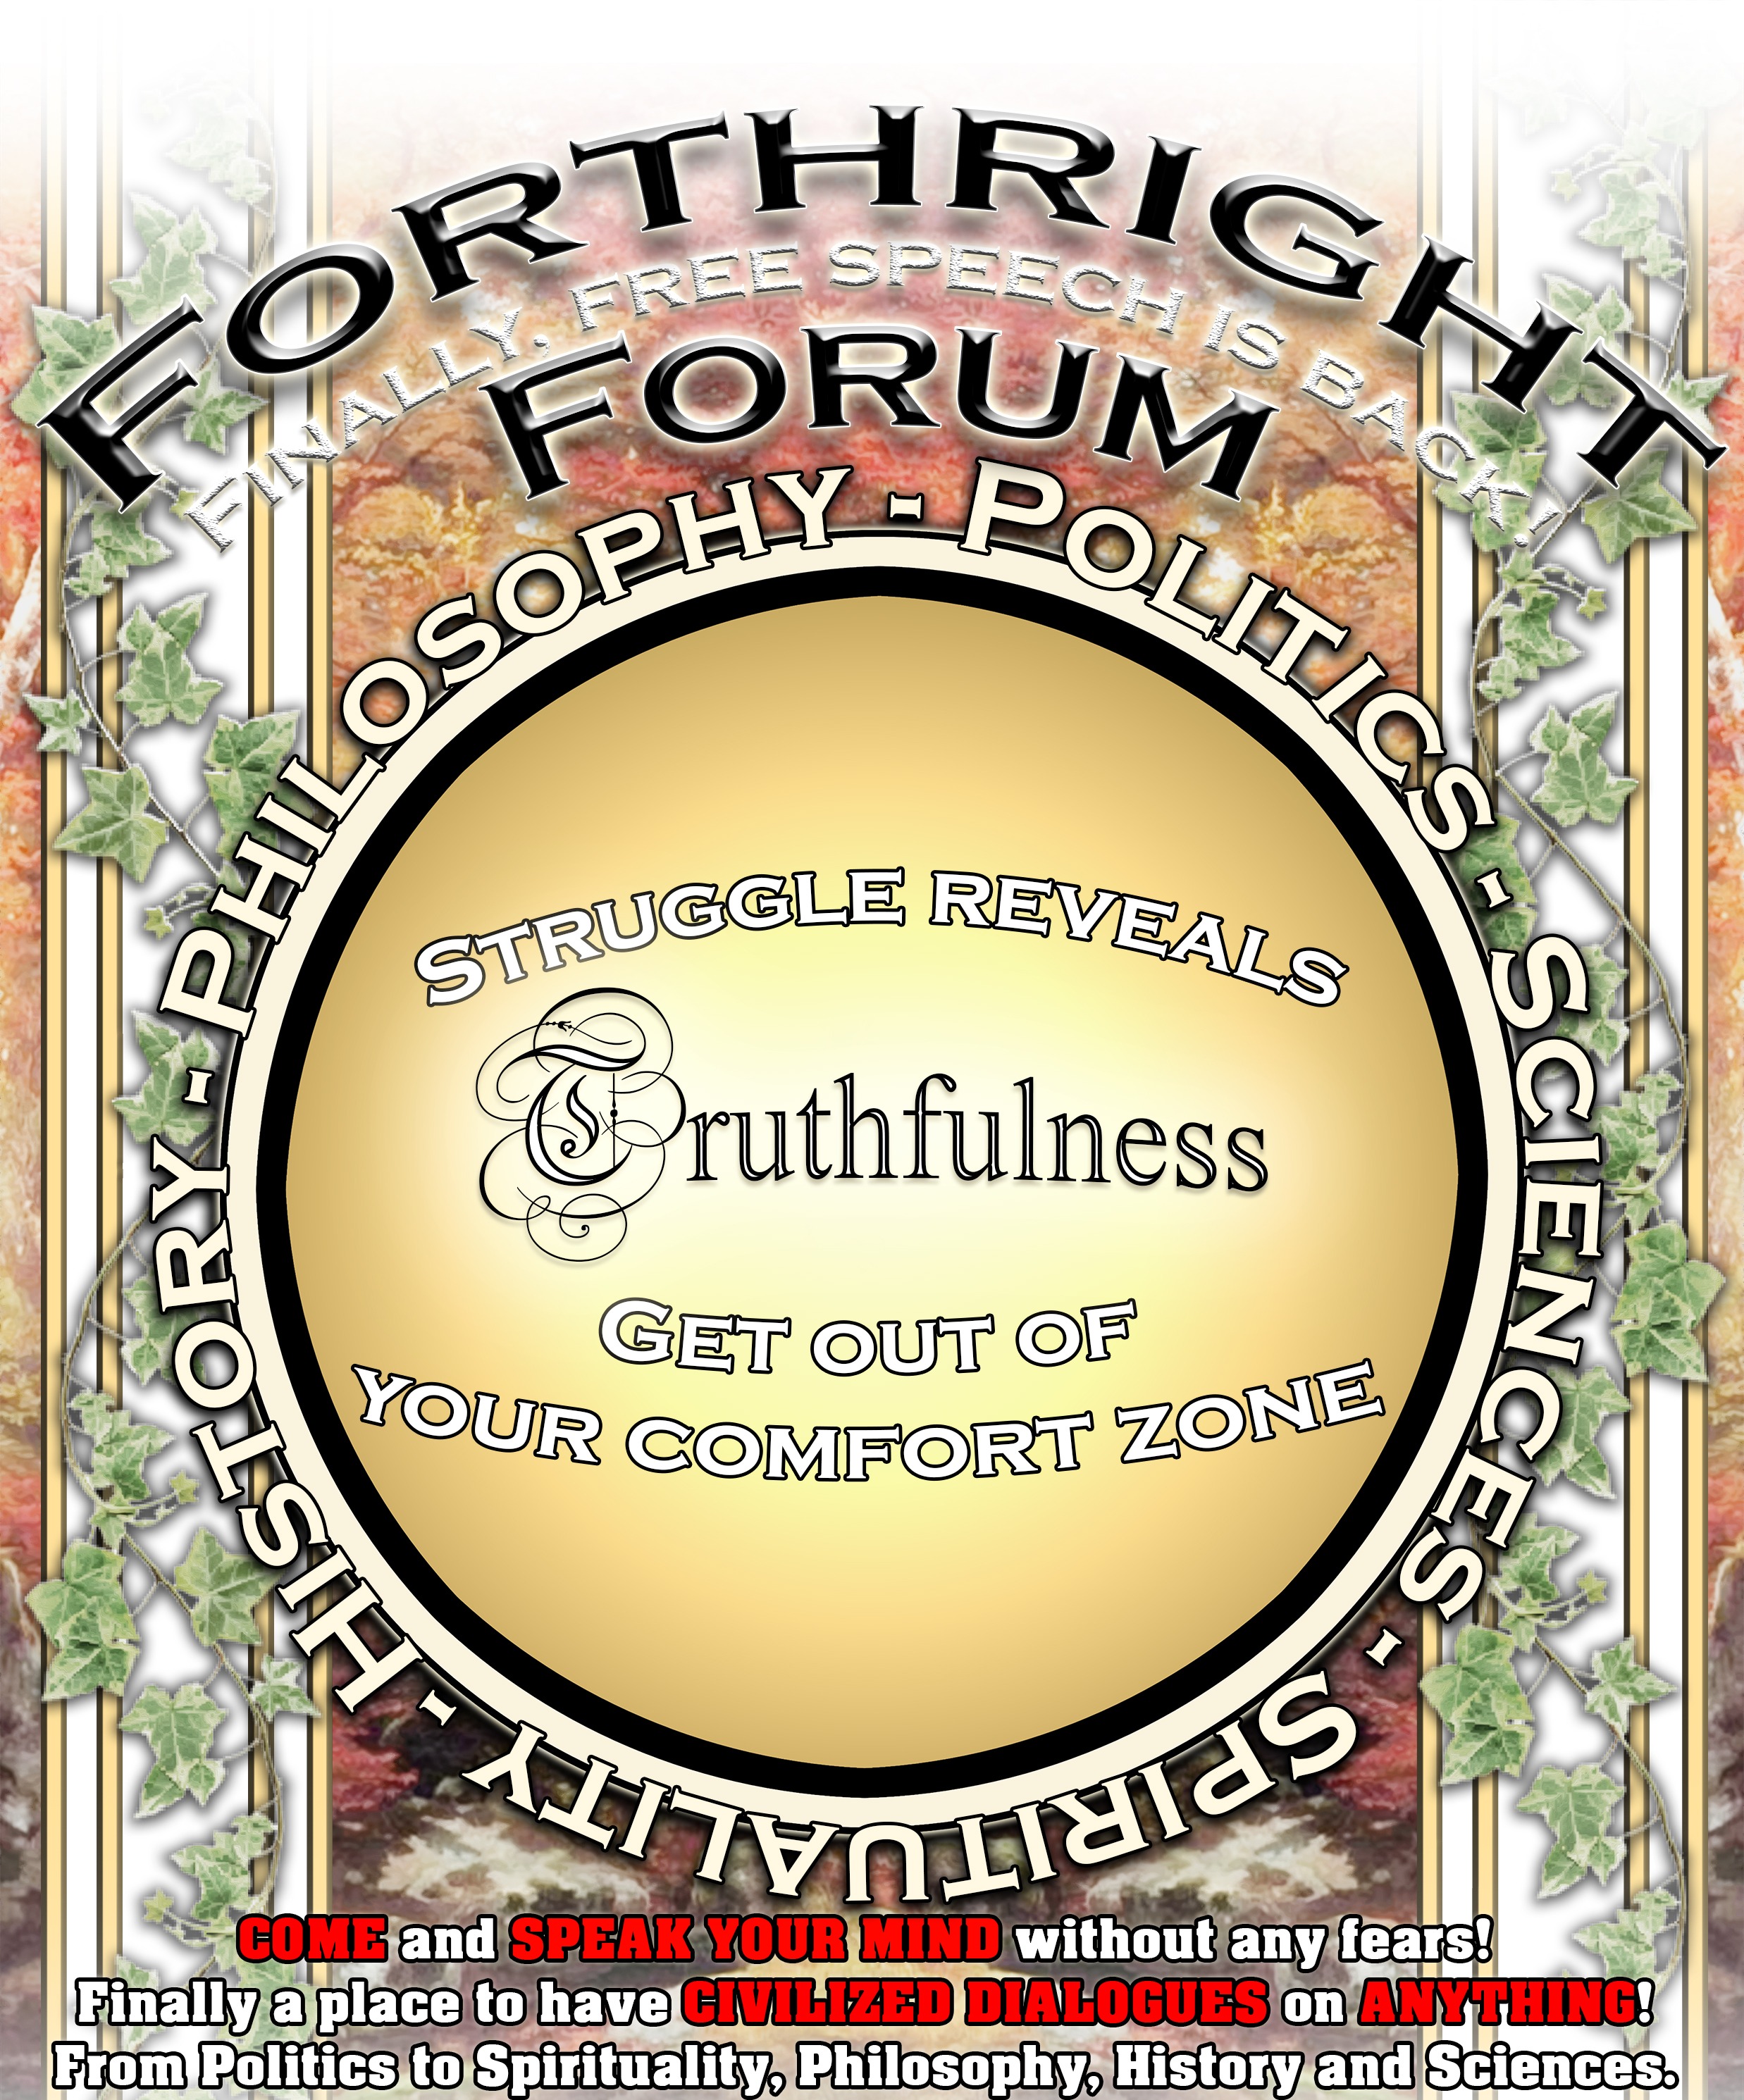 FORTHRIGHT
FINALLY, FREE SPEECH IS BACK!
FORUM
PHILOSOPHY - POLITICS - SCIENCES - SPIRITUALITY - HISTORY -
STRUGGLE REVEALS
Truthfulness
GET OUT OF
YOUR COMFORT ZONE
COME and SPEAK YOUR MIND without any fears!
Finally a place to have CIVILIZED DIALOGUES on ANYTHING!
From Politics to Spirituality, Philosophy, History and Sciences.